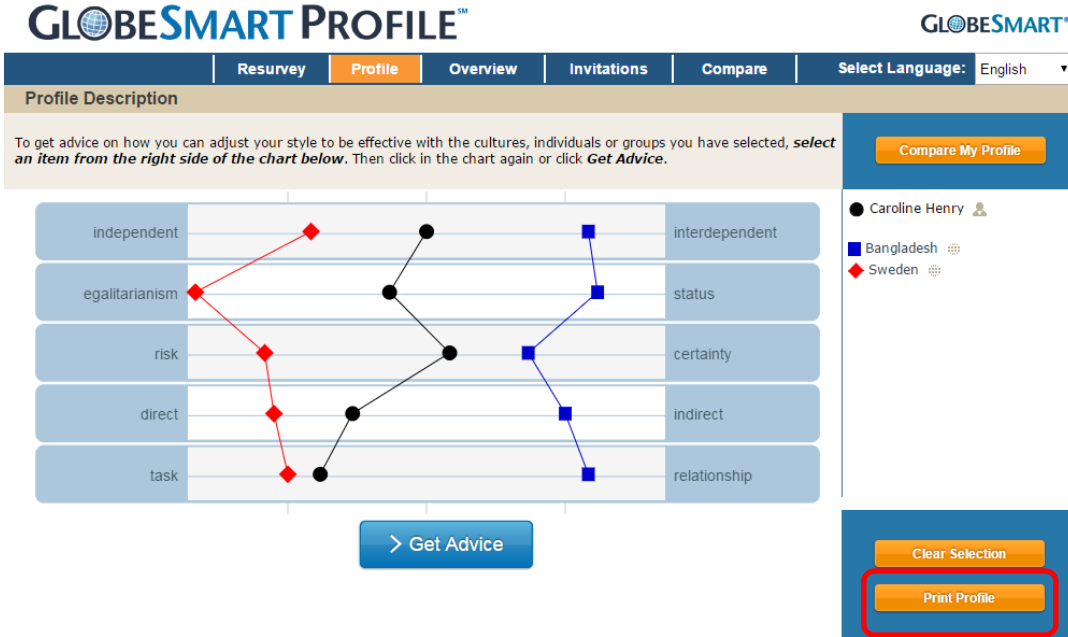 GLOBESMART PROFILE℠
GLOBESMART®
Resurvey Profile Overview Invitations Compare Select Language: English
Profile Description
To get advice on how you can adjust your style to be effective with the cultures, individuals or groups you have selected, select
an item from the right side of the chart below. Then click in the chart again or click Get Advice.
Compare My Profile
Caroline Henry
Bangladesh
Sweden
independent interdependent
egalitarianism status
risk certainty
direct indirect
task relationship
> Get Advice
Clear Selection
Print Profile